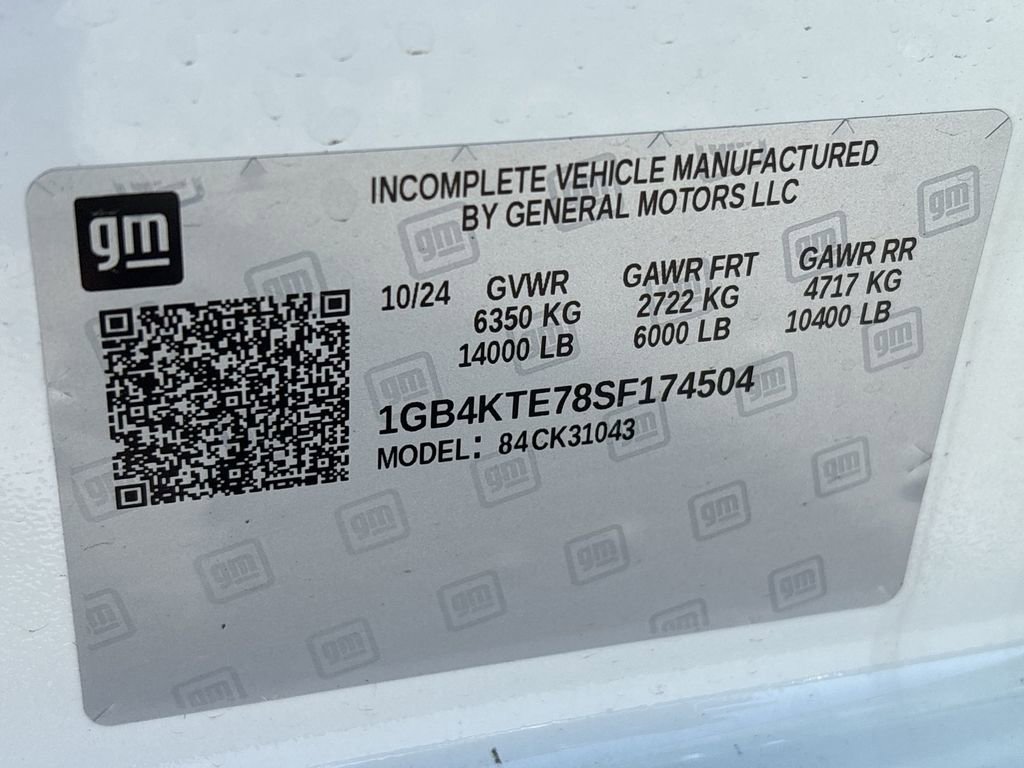 gm
INCOMPLETE VEHICLE MANUFACTURED
BY GENERAL MOTORS LLC
10/24 GVWR GAWR FRT GAWR RR
6350 KG 2722 KG 4717 KG
14000 LB 6000 LB 10400 LB
1GB4KTE78SF174504
MODEL: 84CK31043